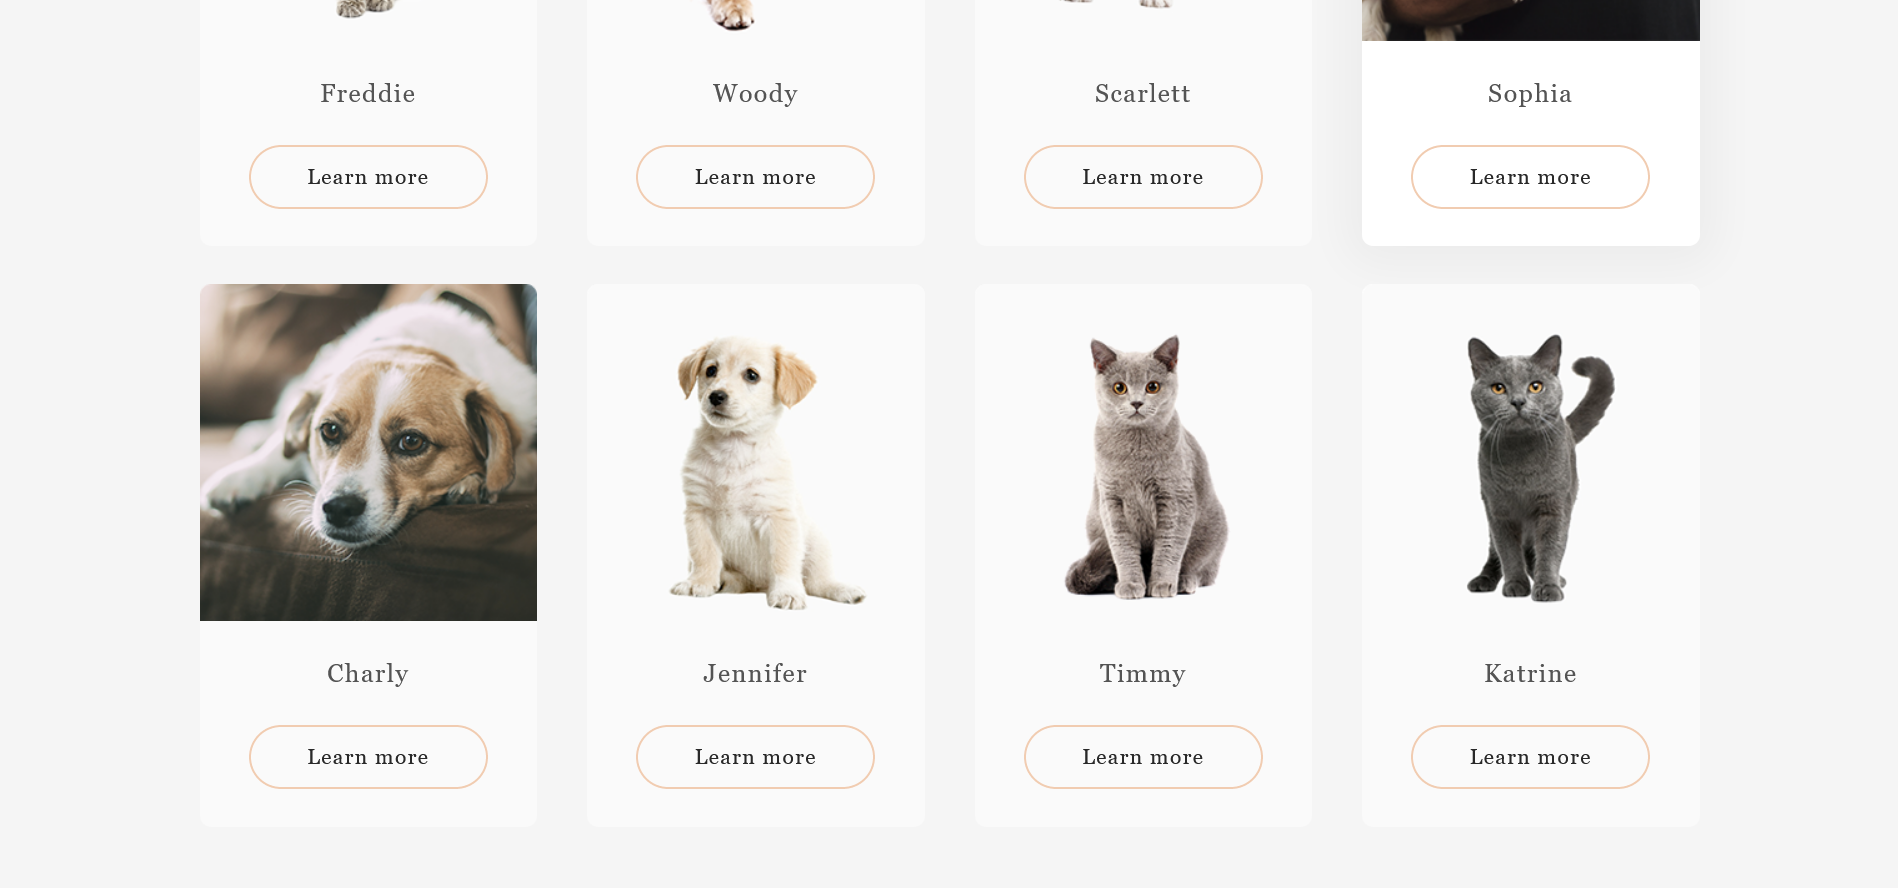 Freddie
Woody
Scarlett
Sophia
Learn more
Learn more
Learn more
Learn more
Charly
Jennifer
Timmy
Katrine
Learn more
Learn more
Learn more
Learn more